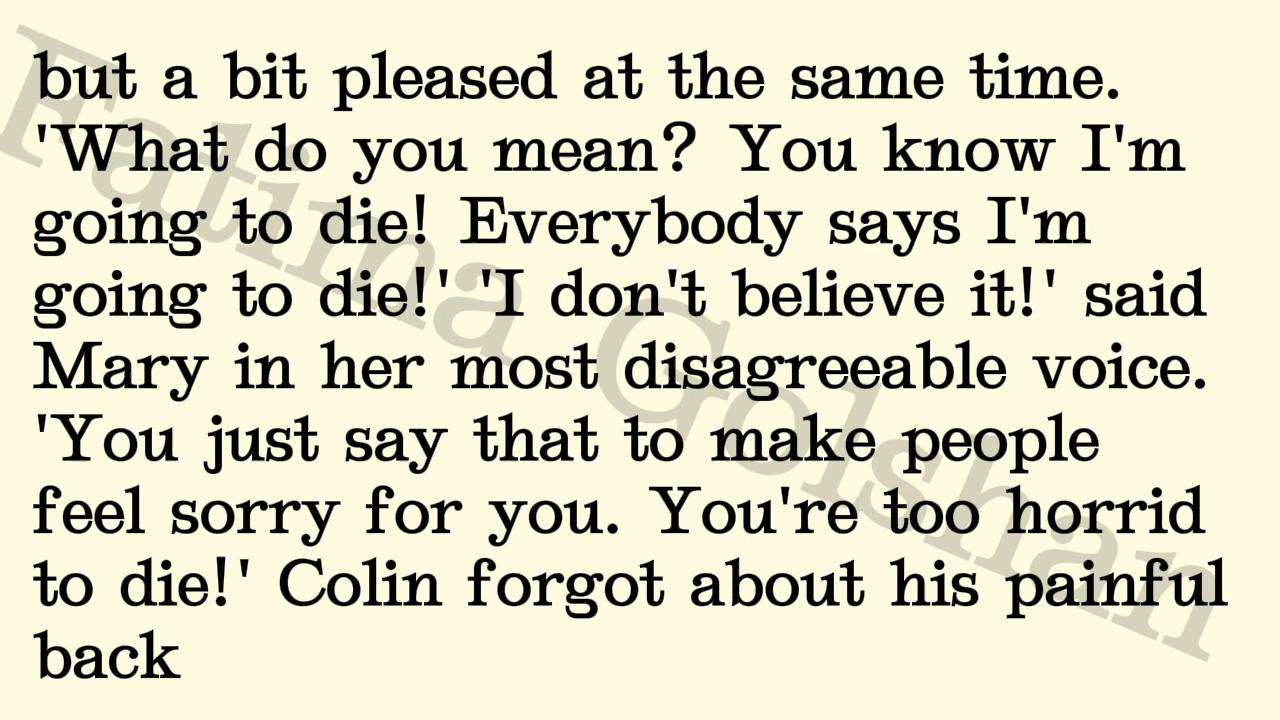 but a bit pleased at the same time.
'What do you mean? You know I'm
going to die! Everybody says I'm
going to die!' 'I don't believe it!' said
Mary in her most disagreeable voice.
'You just say that to make people
feel sorry for you. You're too horrid
to die!' Colin forgot about his painful
back
Fatima Golshan